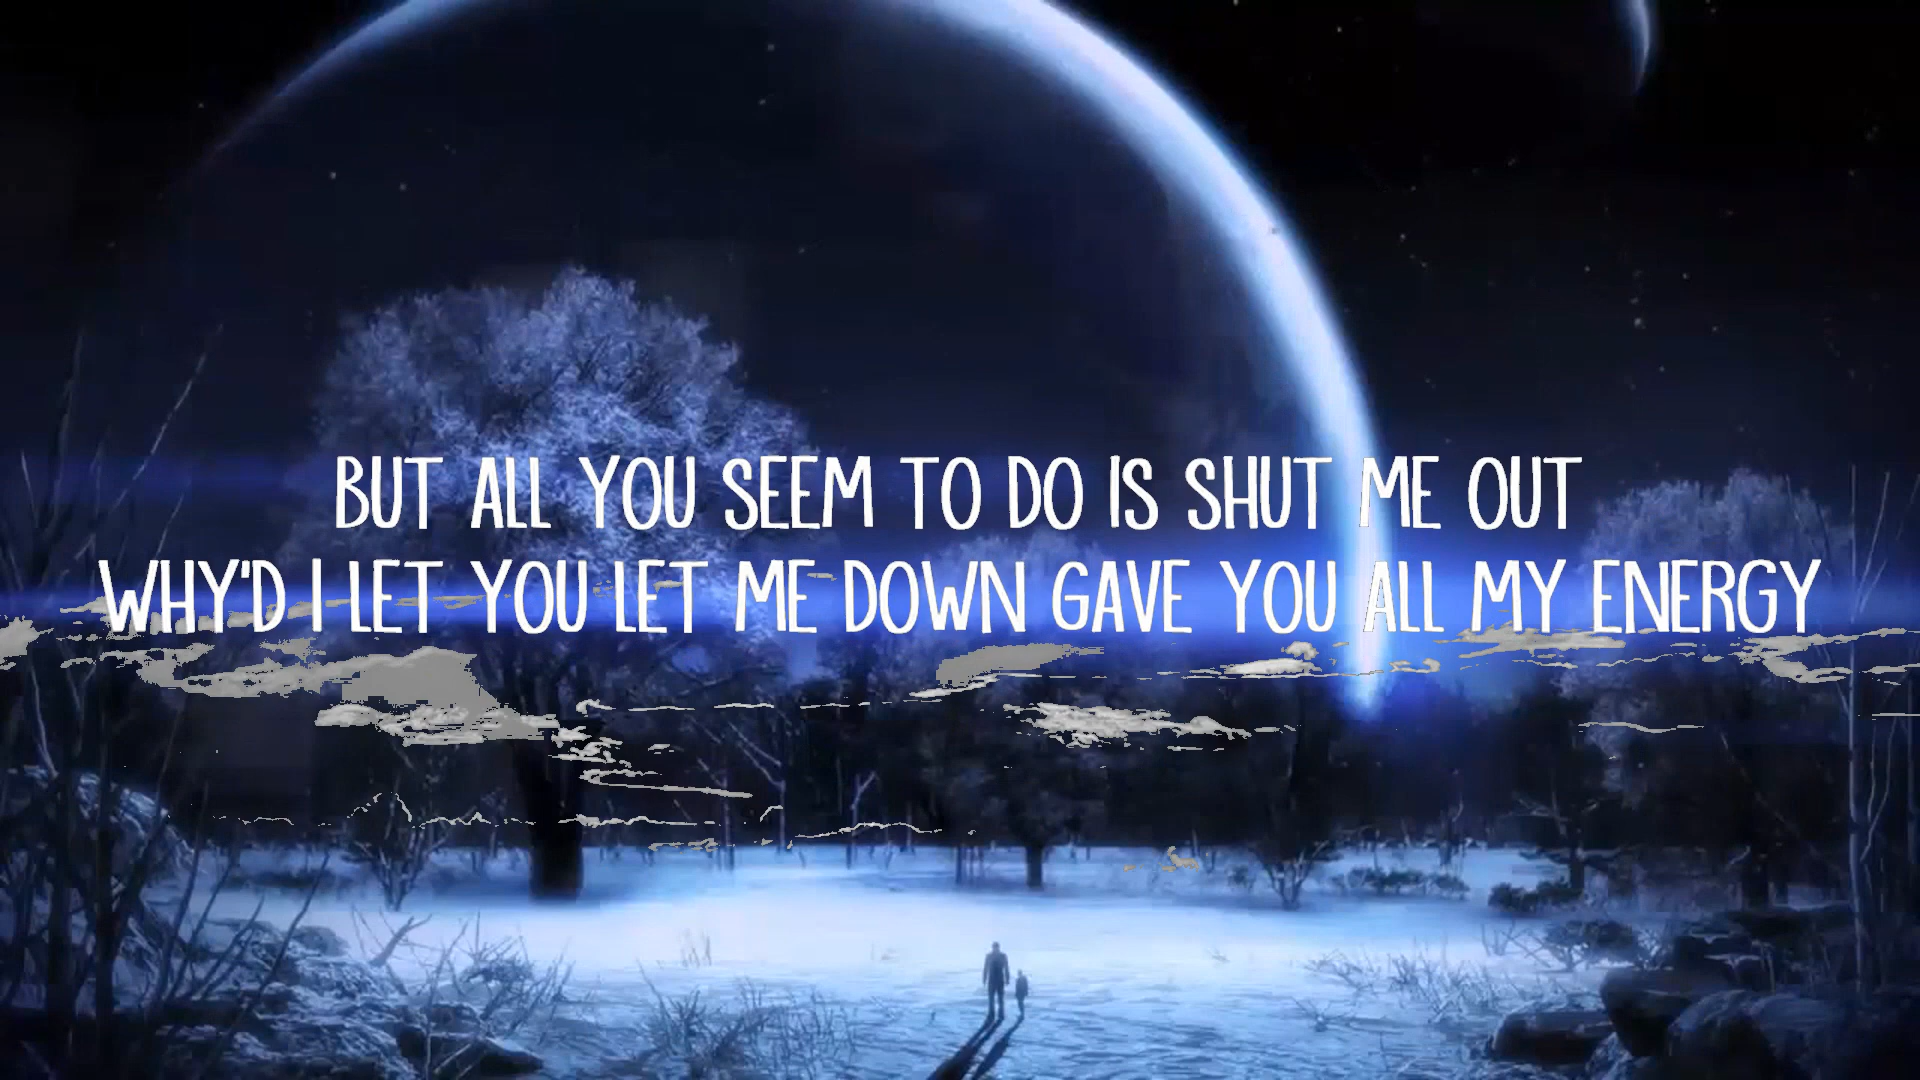 BUT ALL YOU SEEM TO DO IS SHUT ME OUT
WHY'D I LET YOU LET ME DOWN GAVE YOU ALL MY ENERGY